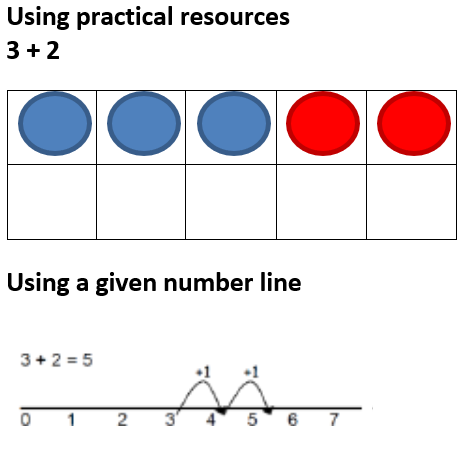 Using practical resources
3 + 2
Using a given number line
3 + 2 = 5
+1 +1
0 1 2 3 4 5 6 7